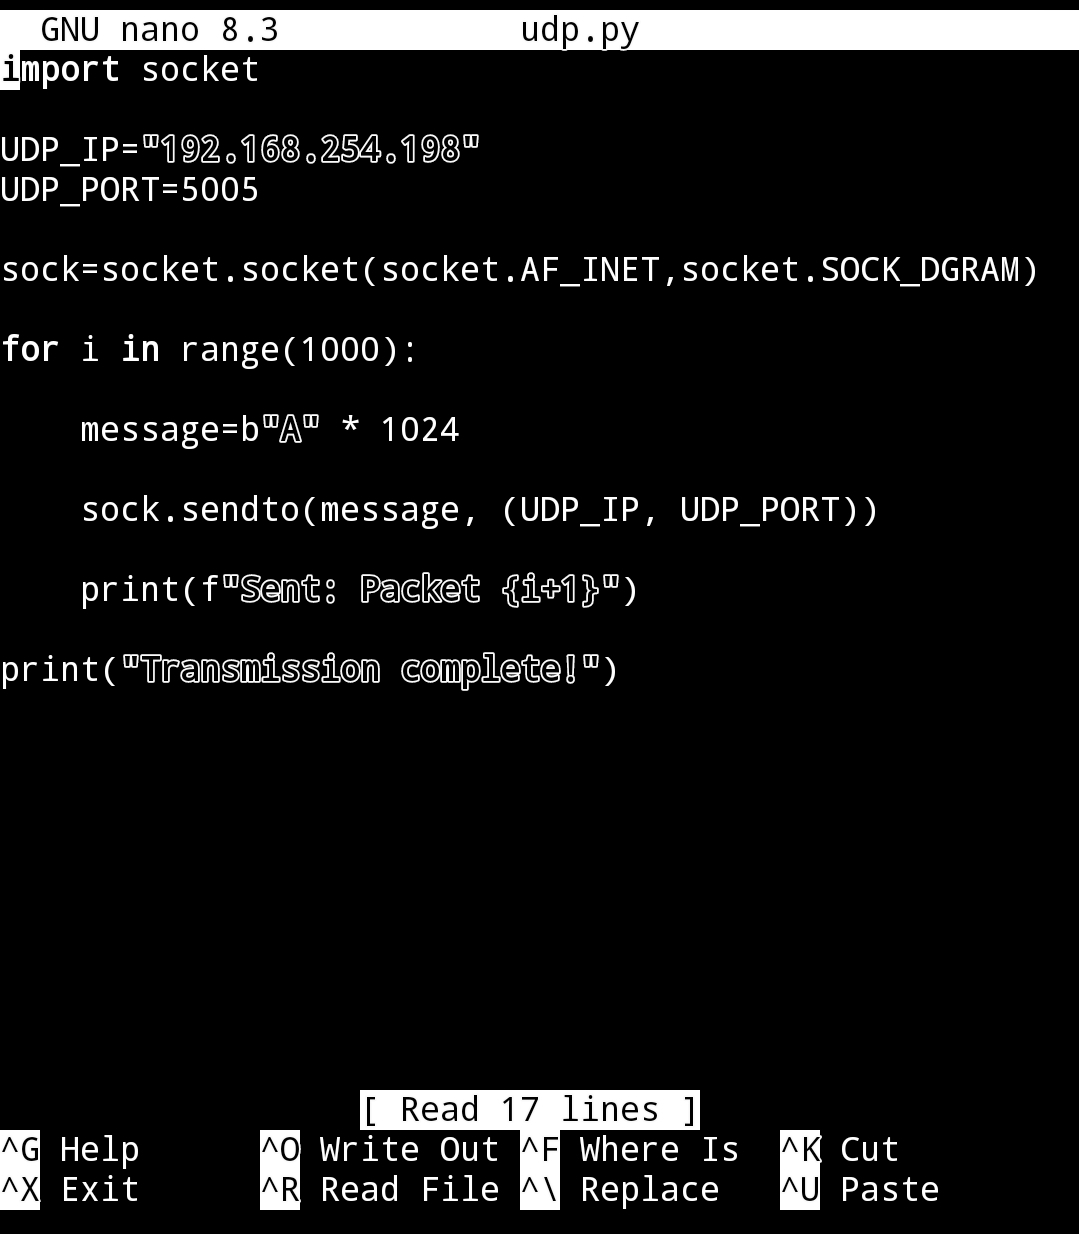 GNU nano 8.3 udp.py
import socket
UDP_IP="192.168.254.198"
UDP_PORT=5005
sock=socket.socket(socket.AF_INET,socket.SOCK_DGRAM)
for i in range(1000):
    message=b"A" * 1024
    sock.sendto(message, (UDP_IP, UDP_PORT))
    print(f"Sent: Packet {i+1}")
print("Transmission complete!")
[ Read 17 lines ]
^G Help ^O Write Out ^F Where Is ^K Cut
^X Exit ^R Read File ^\ Replace ^U Paste